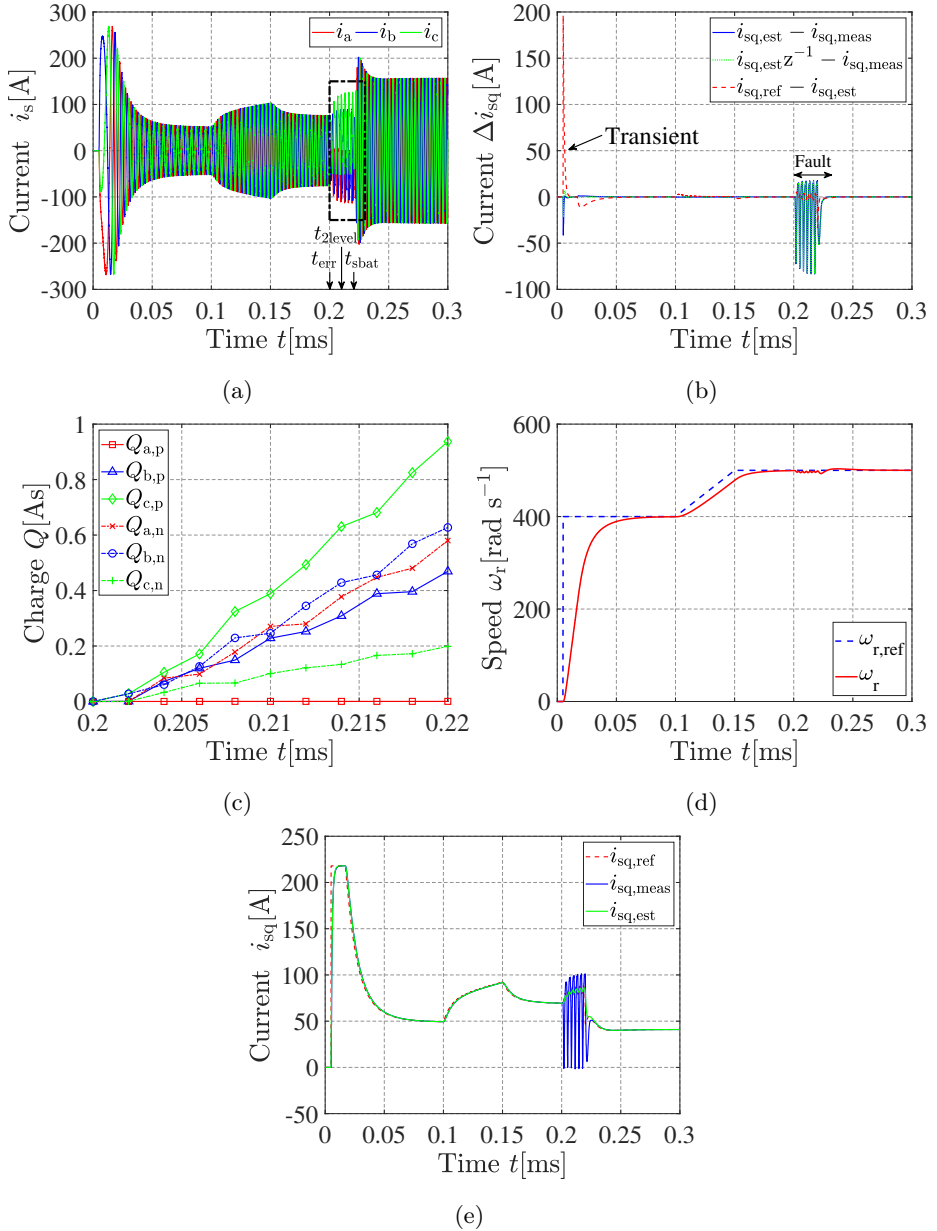 i_a i_b i_c
300
200
100
0
-100
-200
-300
Current i_s[A]
t_2level
t_err t_sbat
0 0.05 0.1 0.15 0.2 0.25 0.3
Time t[ms]
(a)
i_sq,est − i_sq,meas
i_sq,est z⁻¹ − i_sq,meas
i_sq,ref − i_sq,est
200
150
100
50
0
-50
-100
Current Δi_sq[A]
Transient
Fault
0 0.05 0.1 0.15 0.2 0.25 0.3
Time t[ms]
(b)
Q_a,p
Q_b,p
Q_c,p
Q_a,n
Q_b,n
Q_c,n
1
0.8
0.6
0.4
0.2
0
Charge Q[As]
0.2 0.205 0.21 0.215 0.22
Time t[ms]
(c)
600
400
200
0
Speed ω_r[rad s⁻¹]
ω_r,ref
ω_r
0 0.05 0.1 0.15 0.2 0.25 0.3
Time t[ms]
(d)
250
200
150
100
50
0
-50
Current i_sq[A]
i_sq,ref
i_sq,meas
i_sq,est
0 0.05 0.1 0.15 0.2 0.25 0.3
Time t[ms]
(e)